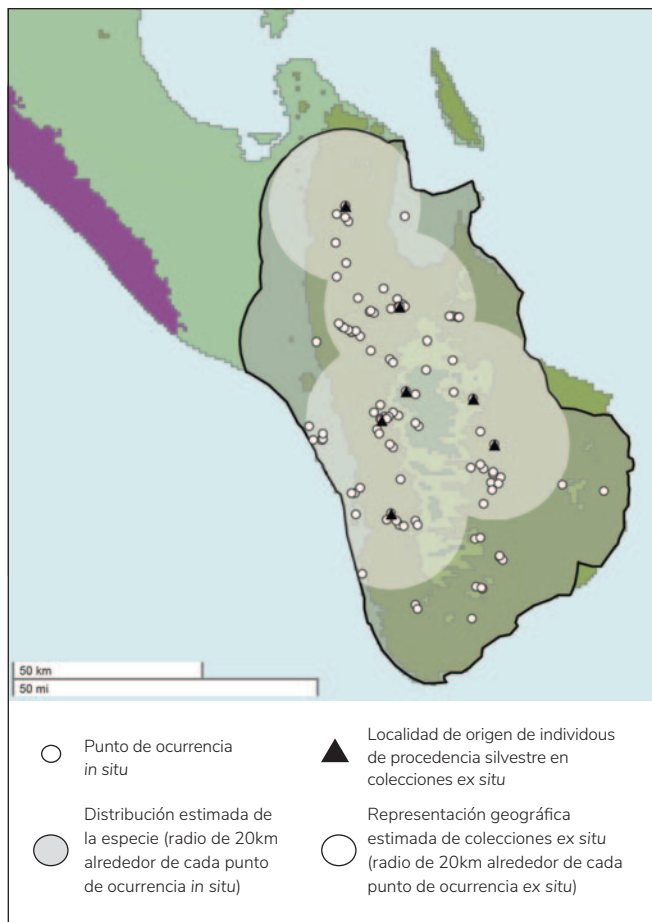 50 km
50 mi
Punto de ocurrencia
in situ
Localidad de origen de individous
de procedencia silvestre en
colecciones ex situ
Distribución estimada de
la especie (radio de 20km
alrededor de cada punto
de ocurrencia in situ)
Representación geográfica
estimada de colecciones ex situ
(radio de 20km alrededor de cada
punto de ocurrencia ex situ)